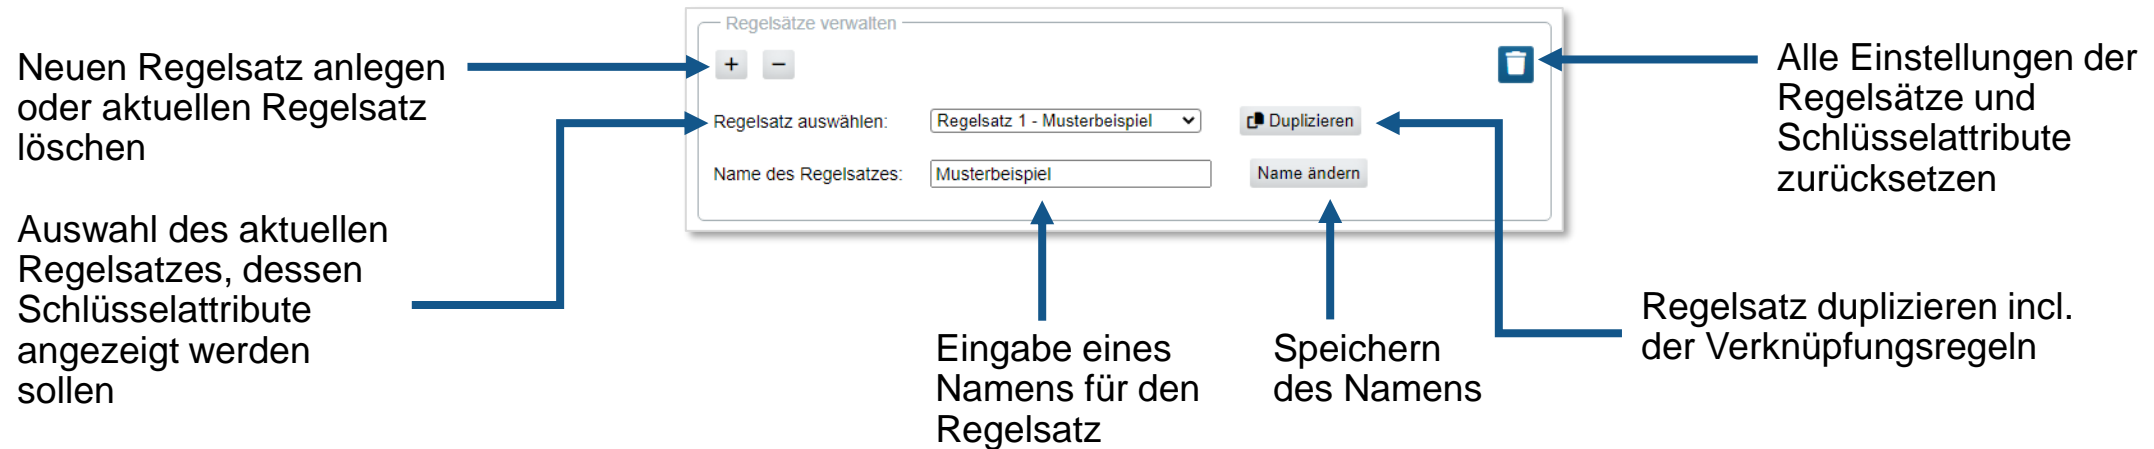 Neuen Regelsatz anlegen
oder aktuellen Regelsatz
löschen
Auswahl des aktuellen
Regelsatzes, dessen
Schlüsselattribute
angezeigt werden
sollen
Regelsätze verwalten
+ −
Regelsatz auswählen: Regelsatz 1 - Musterbeispiel Duplizieren
Name des Regelsatzes: Musterbeispiel Name ändern
Eingabe eines
Namens für den
Regelsatz
Speichern
des Namens
Alle Einstellungen der
Regelsätze und
Schlüsselattribute
zurücksetzen
Regelsatz duplizieren incl.
der Verknüpfungsregeln